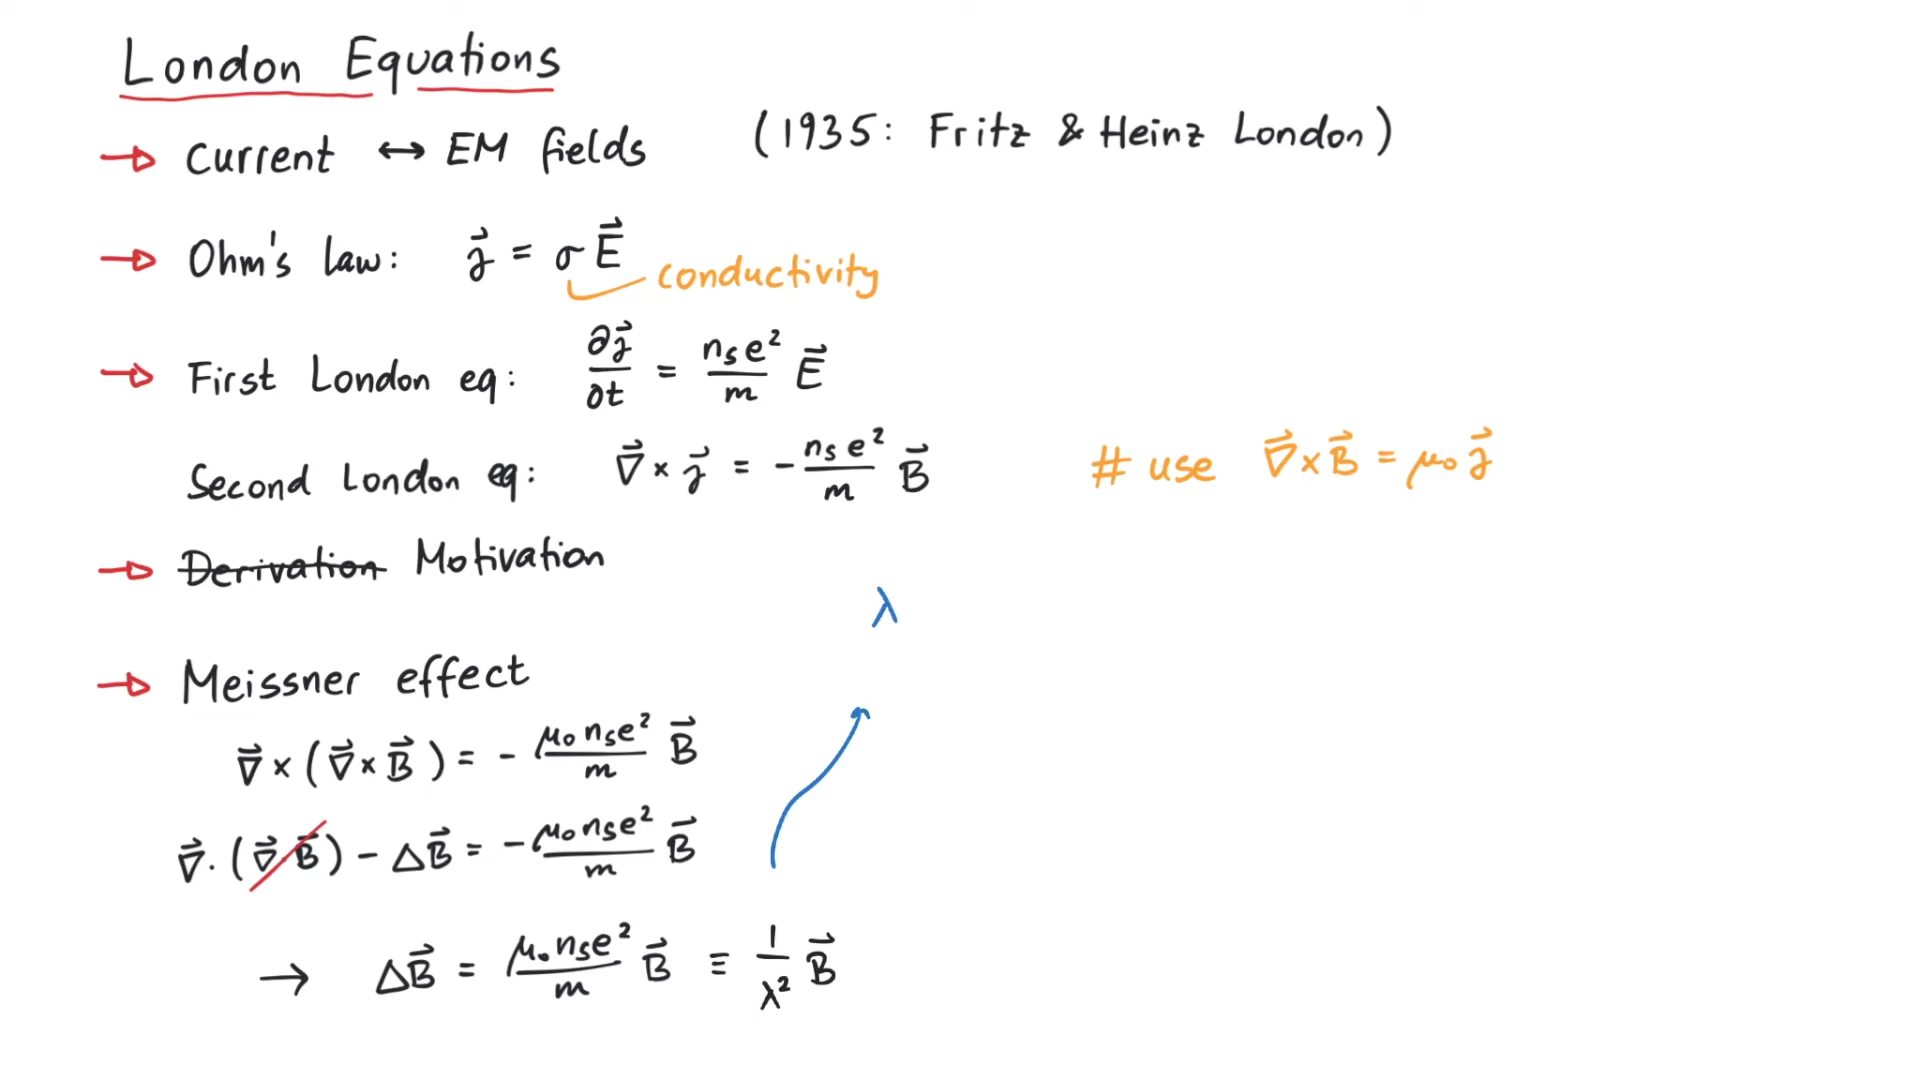 London Equations
→ Current ↔ EM fields (1935: Fritz & Heinz London)
→ Ohm's law: j⃗ = σ E⃗
conductivity
→ First London eq: ∂j⃗/∂t = nₛe²/m E⃗
Second London eq: ∇⃗ × j⃗ = - nₛe²/m B⃗ # use ∇⃗×B⃗ = μ₀ j⃗
→ ~~Derivation~~ Motivation
λ
→ Meissner effect
∇⃗ × (∇⃗ × B⃗) = - μ₀nₛe²/m B⃗
∇⃗·(∇⃗·B⃗) - ΔB⃗ = - μ₀nₛe²/m B⃗
→ ΔB⃗ = μ₀nₛe²/m B⃗ ≡ 1/λ² B⃗